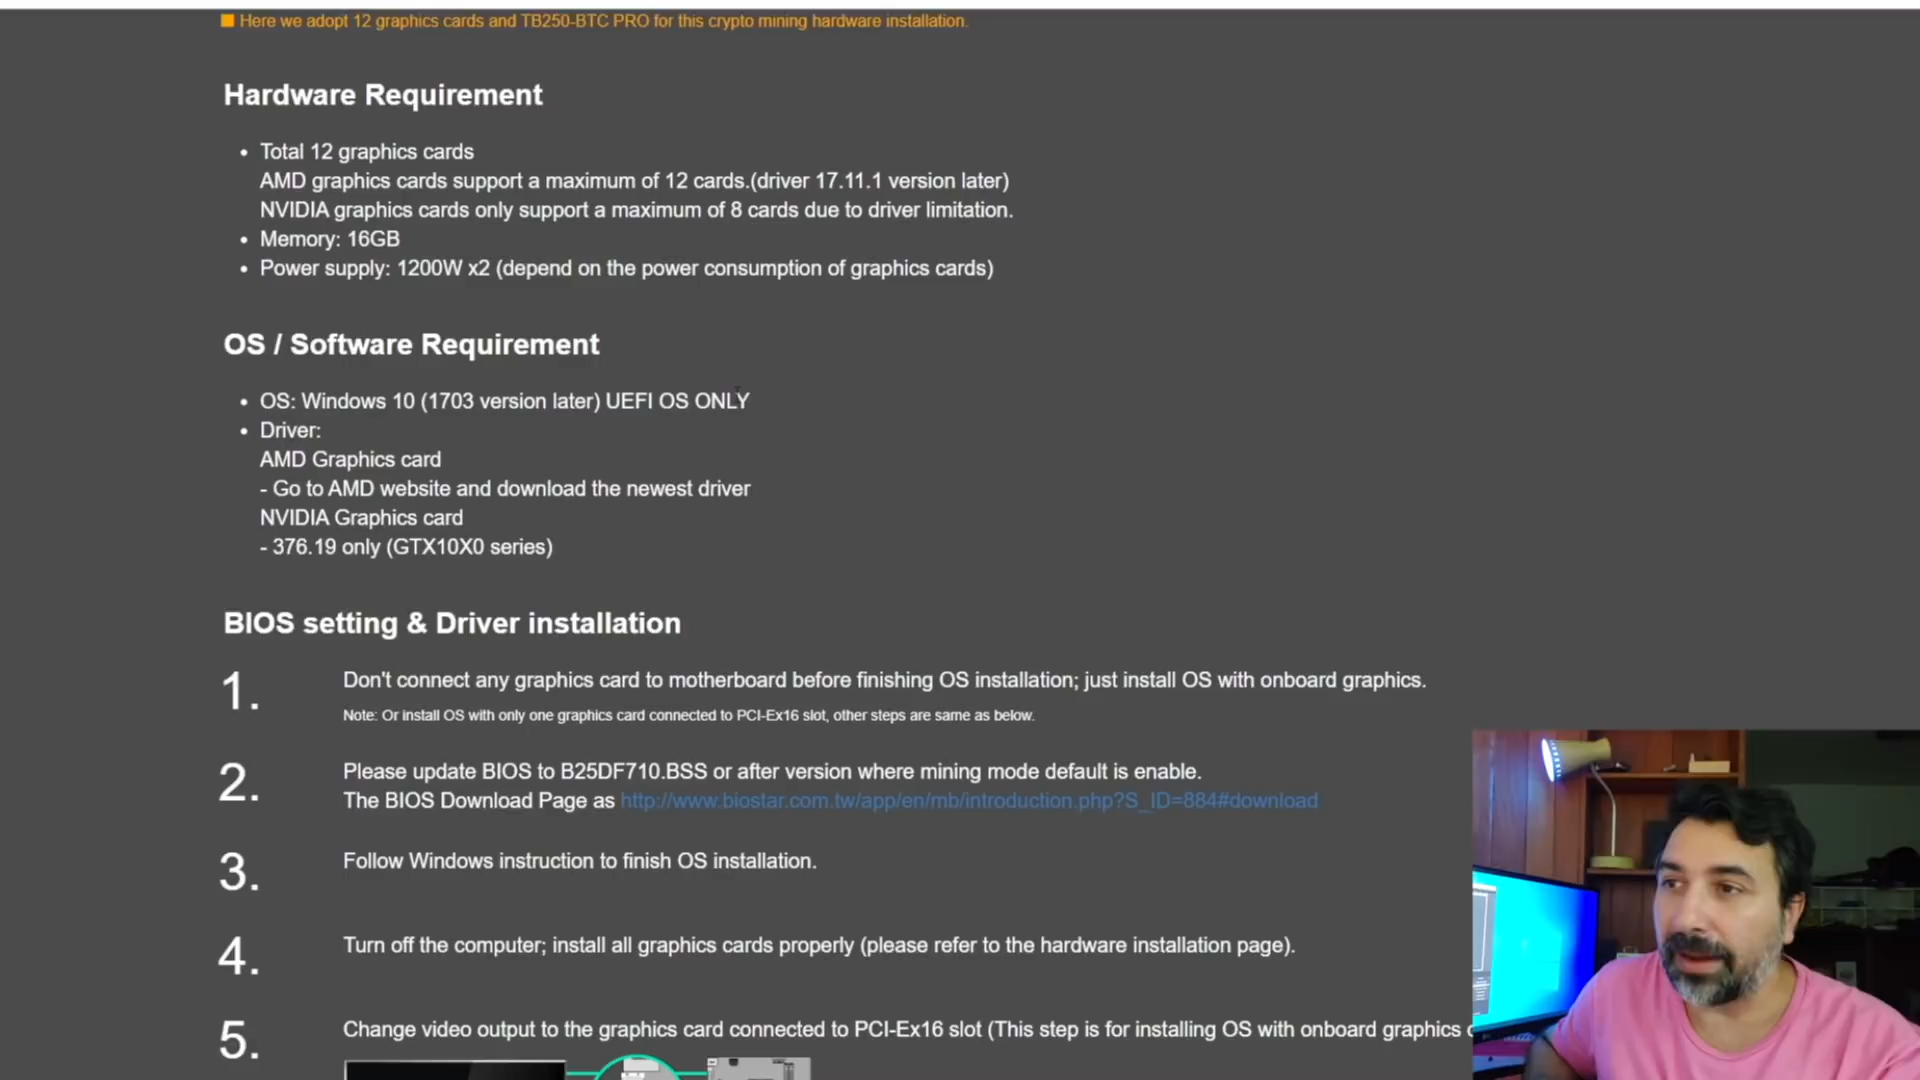 Here we adopt 12 graphics cards and TB250-BTC PRO for this crypto mining hardware installation.
Hardware Requirement
• Total 12 graphics cards
AMD graphics cards support a maximum of 12 cards.(driver 17.11.1 version later)
NVIDIA graphics cards only support a maximum of 8 cards due to driver limitation.
• Memory: 16GB
• Power supply: 1200W x2 (depend on the power consumption of graphics cards)
OS / Software Requirement
• OS: Windows 10 (1703 version later) UEFI OS ONLY
• Driver:
AMD Graphics card
- Go to AMD website and download the newest driver
NVIDIA Graphics card
- 376.19 only (GTX10X0 series)
BIOS setting & Driver installation
1. Don't connect any graphics card to motherboard before finishing OS installation; just install OS with onboard graphics.
Note: Or install OS with only one graphics card connected to PCI-Ex16 slot, other steps are same as below.
2. Please update BIOS to B25DF710.BSS or after version where mining mode default is enable.
The BIOS Download Page as http://www.biostar.com.tw/app/en/mb/introduction.php?S_ID=884#download
3. Follow Windows instruction to finish OS installation.
4. Turn off the computer; install all graphics cards properly (please refer to the hardware installation page).
5. Change video output to the graphics card connected to PCI-Ex16 slot (This step is for installing OS with onboard graphics